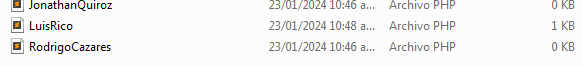 JonathanQuiroz 23/01/2024 10:46 a... Archivo PHP 0 KB
LuisRico 23/01/2024 10:48 a... Archivo PHP 1 KB
RodrigoCazares 23/01/2024 10:46 a... Archivo PHP 0 KB